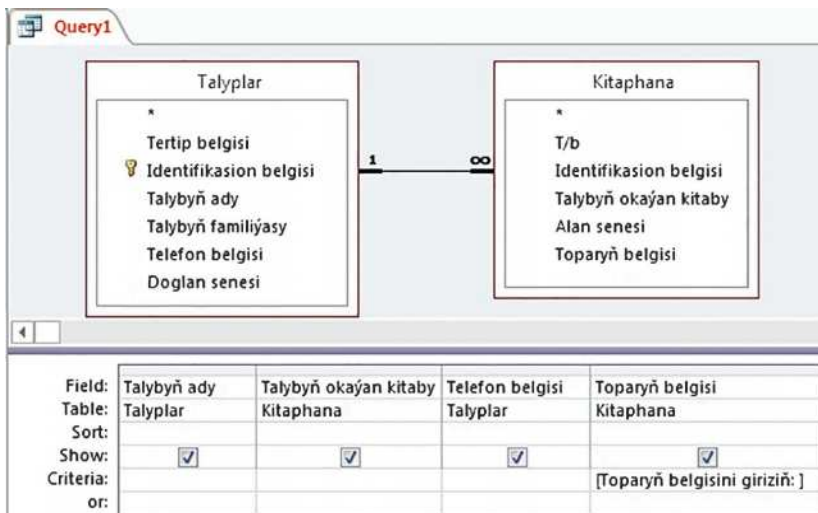 Query1
Talyplar
*
Tertip belgisi
Identifikasion belgisi
Talybyň ady
Talybyň familiýasy
Telefon belgisi
Doglan senesi
1 ∞
Kitaphana
*
T/b
Identifikasion belgisi
Talybyň okaýan kitaby
Alan senesi
Toparyň belgisi
Field: Talybyň ady Talybyň okaýan kitaby Telefon belgisi Toparyň belgisi
Table: Talyplar Kitaphana Talyplar Kitaphana
Sort:
Show:
Criteria: [Toparyň belgisini giriziň: ]
or: